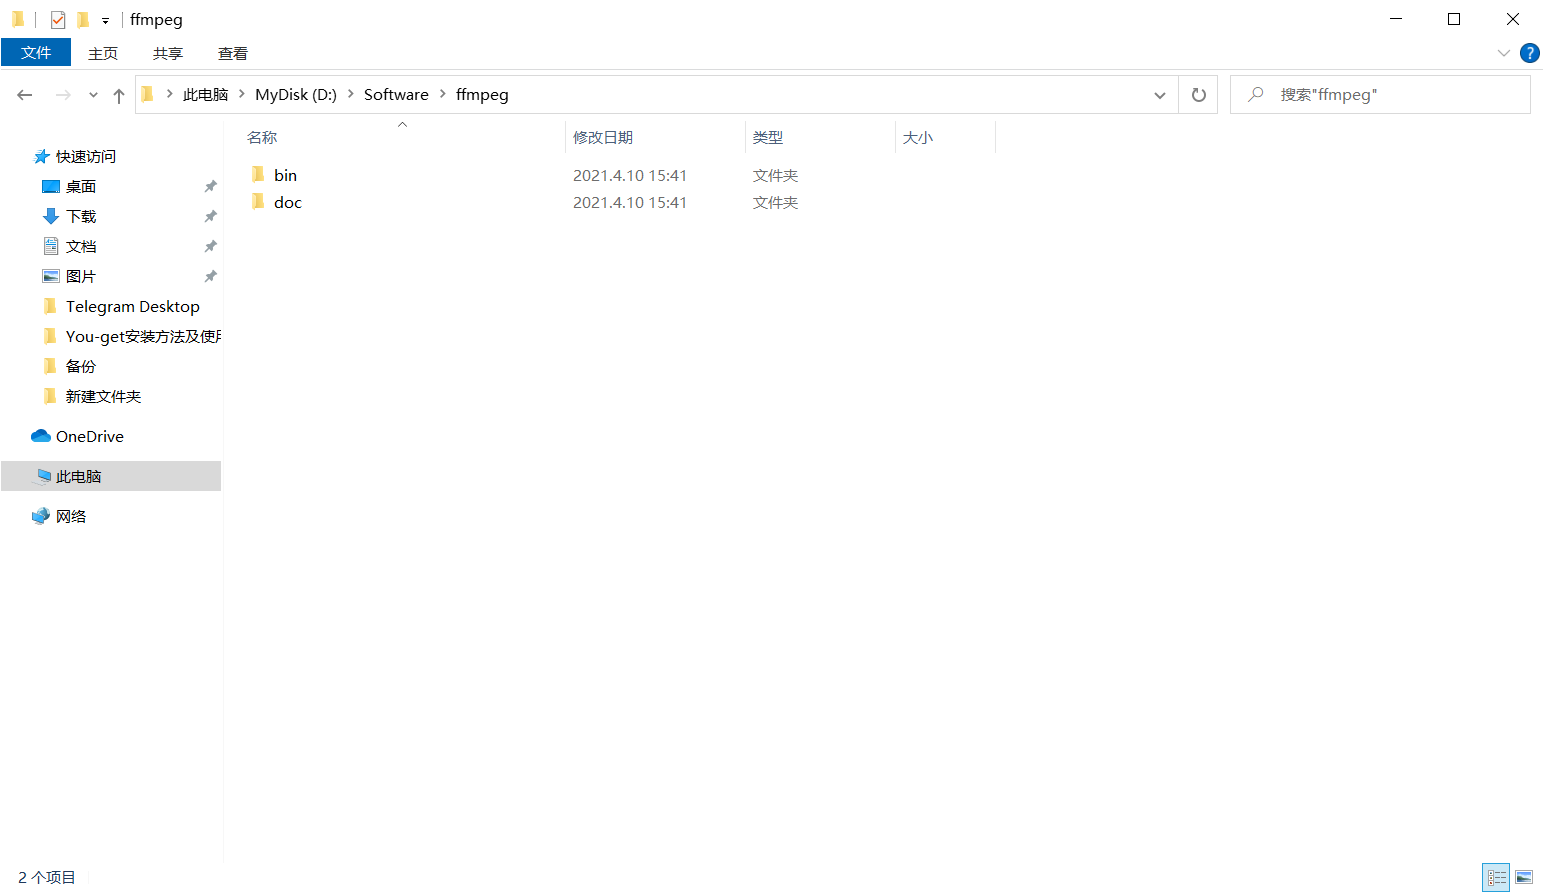 ffmpeg
文件 主页 共享 查看
此电脑 MyDisk (D:) Software ffmpeg 搜索"ffmpeg"
名称 修改日期 类型 大小
快速访问
桌面
下载
文档
图片
Telegram Desktop
You-get安装方法及使用
备份
新建文件夹
OneDrive
此电脑
网络
bin 2021.4.10 15:41 文件夹
doc 2021.4.10 15:41 文件夹
2 个项目